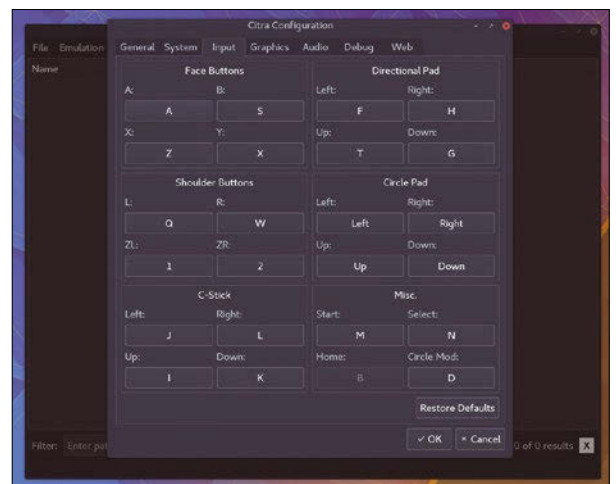 Citra Configuration
File Emulation
General System Input Graphics Audio Debug Web
Name
Face Buttons
A: B:
A S
X: Y:
Z X
Directional Pad
Left: Right:
F H
Up: Down:
T G
Shoulder Buttons
L: R:
Q W
ZL: ZR:
1 2
Circle Pad
Left: Right:
Left Right
Up: Down:
Up Down
C-Stick
Left: Right:
J L
Up: Down:
I K
Misc.
Start: Select:
M N
Home: Circle Mod:
B D
Restore Defaults
OK Cancel
Filter: Enter 0 of 0 results X